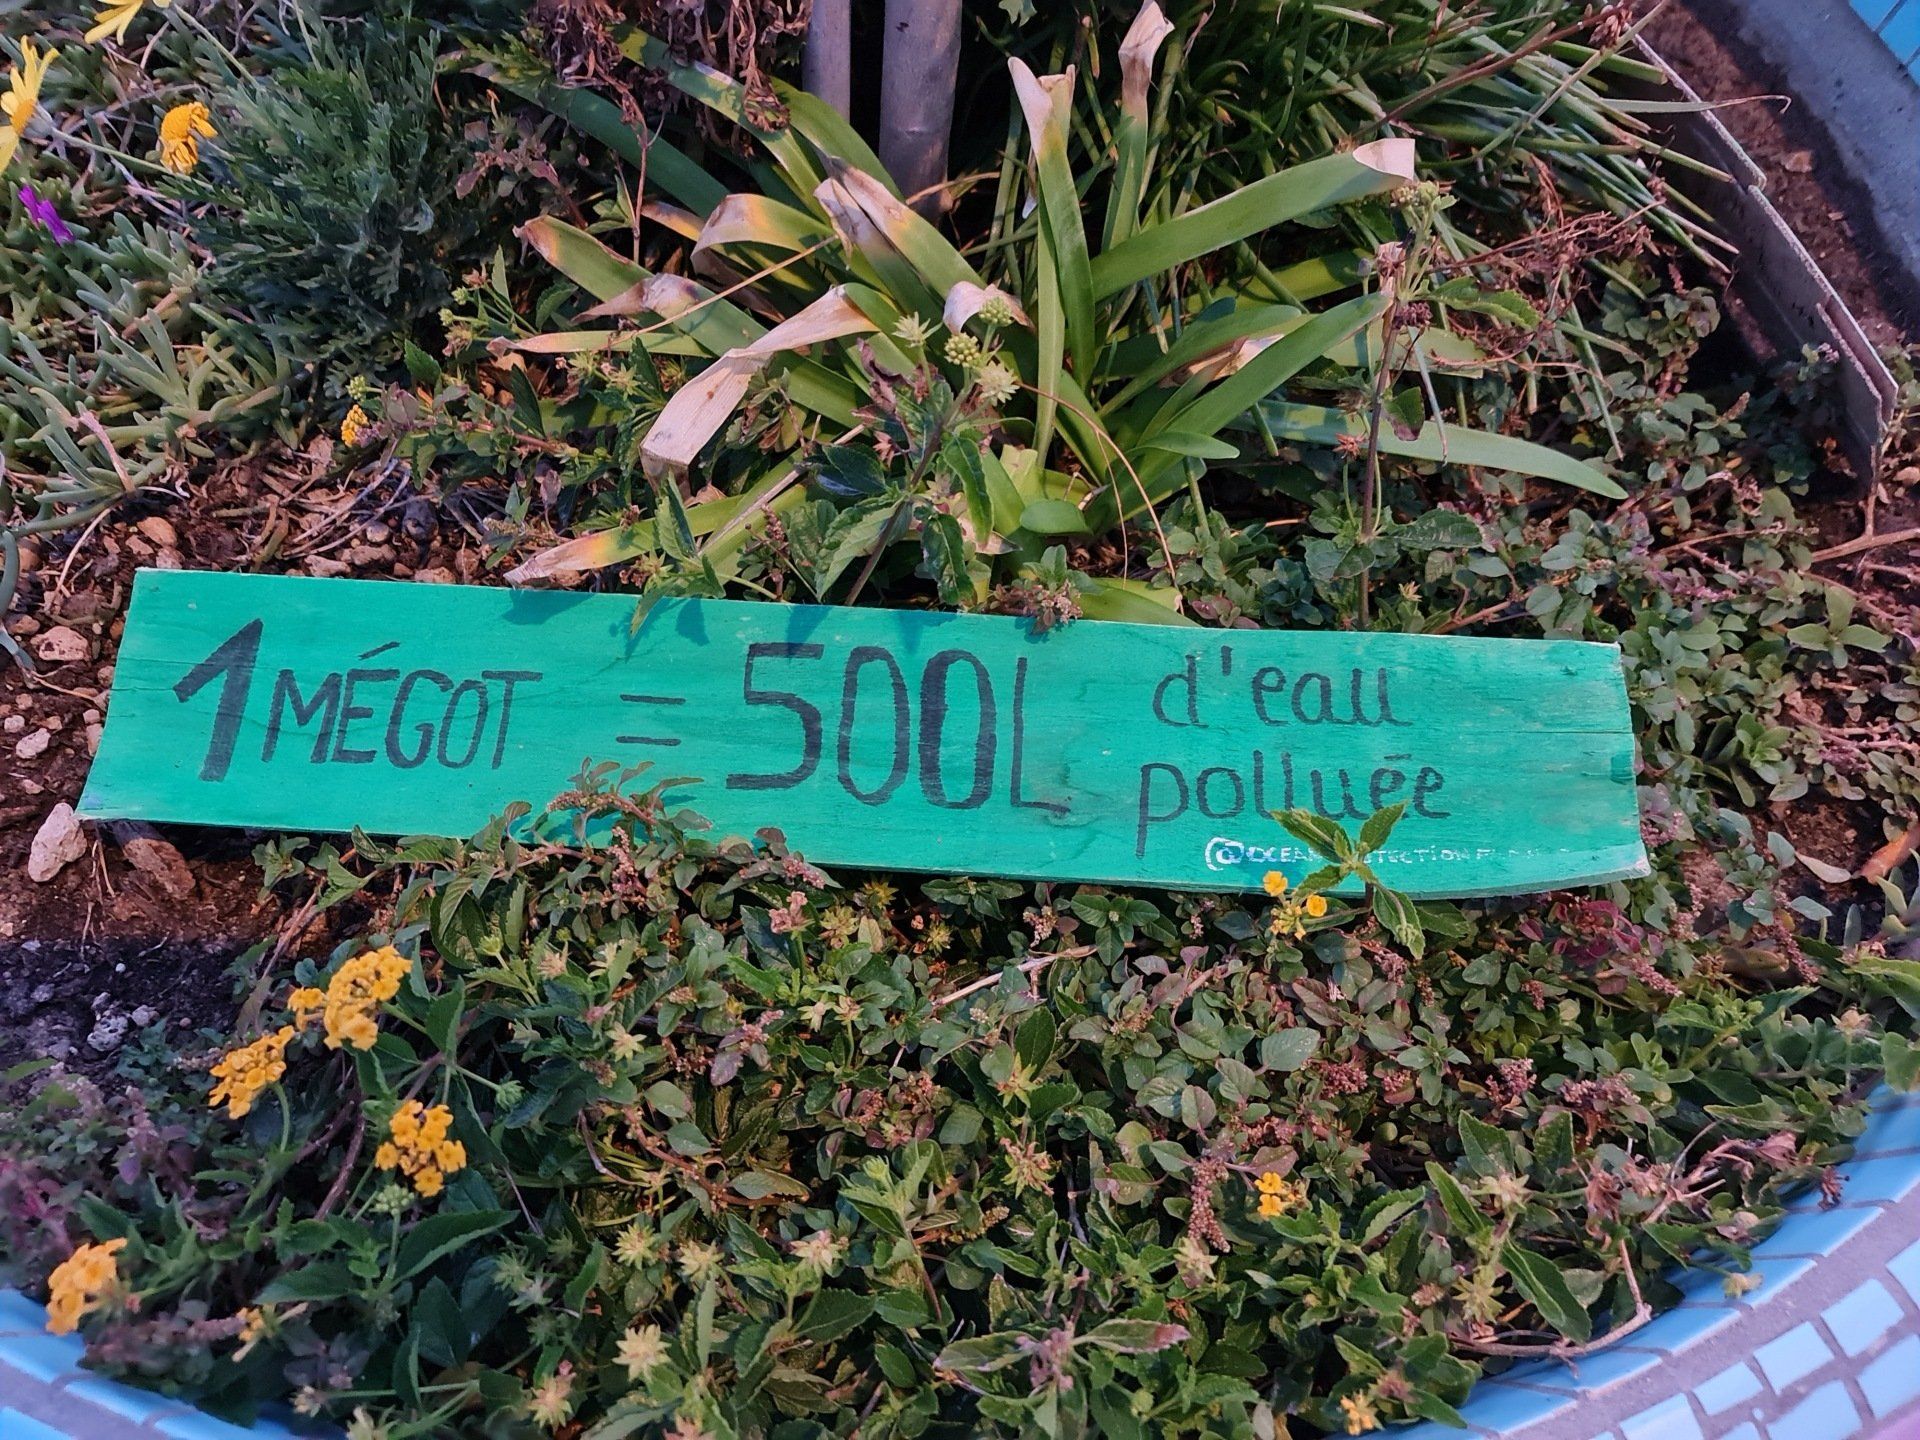 1 MÉGOT = 500L d'eau
polluée